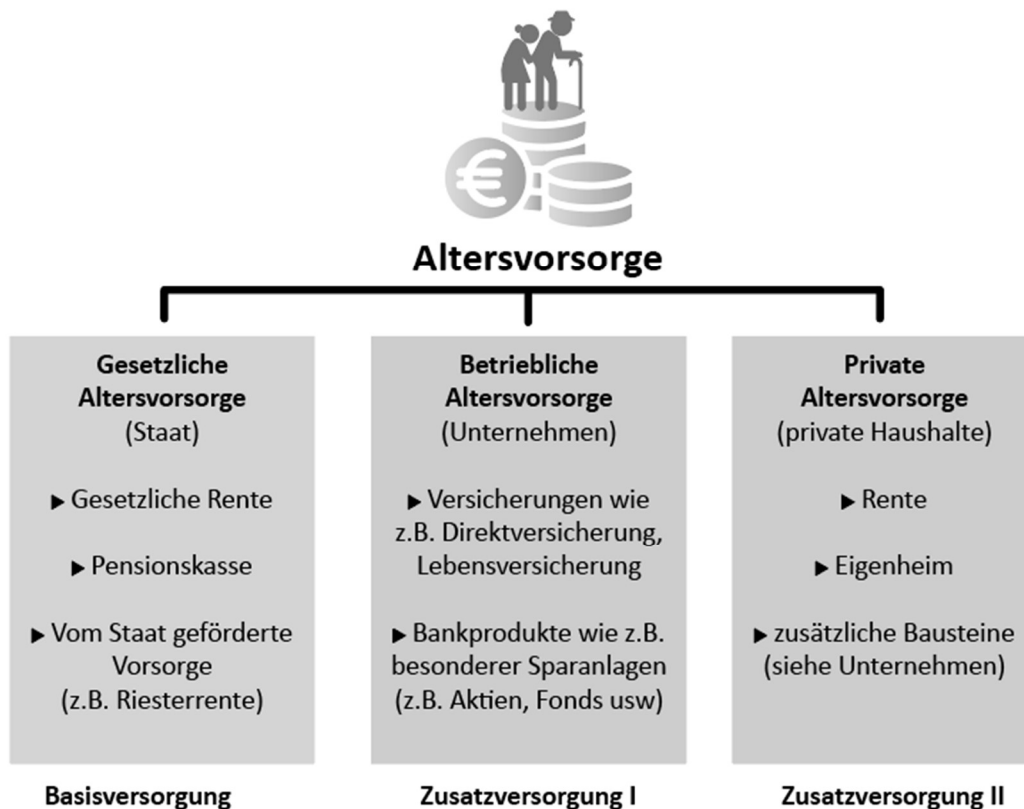 €
Altersvorsorge
Gesetzliche
Altersvorsorge
(Staat)
▸ Gesetzliche Rente
▸ Pensionskasse
▸ Vom Staat geförderte
Vorsorge
(z.B. Riesterrente)
Basisversorgung
Betriebliche
Altersvorsorge
(Unternehmen)
▸ Versicherungen wie
z.B. Direktversicherung,
Lebensversicherung
▸ Bankprodukte wie z.B.
besonderer Sparanlagen
(z.B. Aktien, Fonds usw)
Zusatzversorgung I
Private
Altersvorsorge
(private Haushalte)
▸ Rente
▸ Eigenheim
▸ zusätzliche Bausteine
(siehe Unternehmen)
Zusatzversorgung II